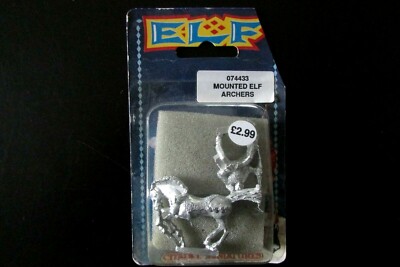 ELF
074433
MOUNTED ELF
ARCHERS
£2.99